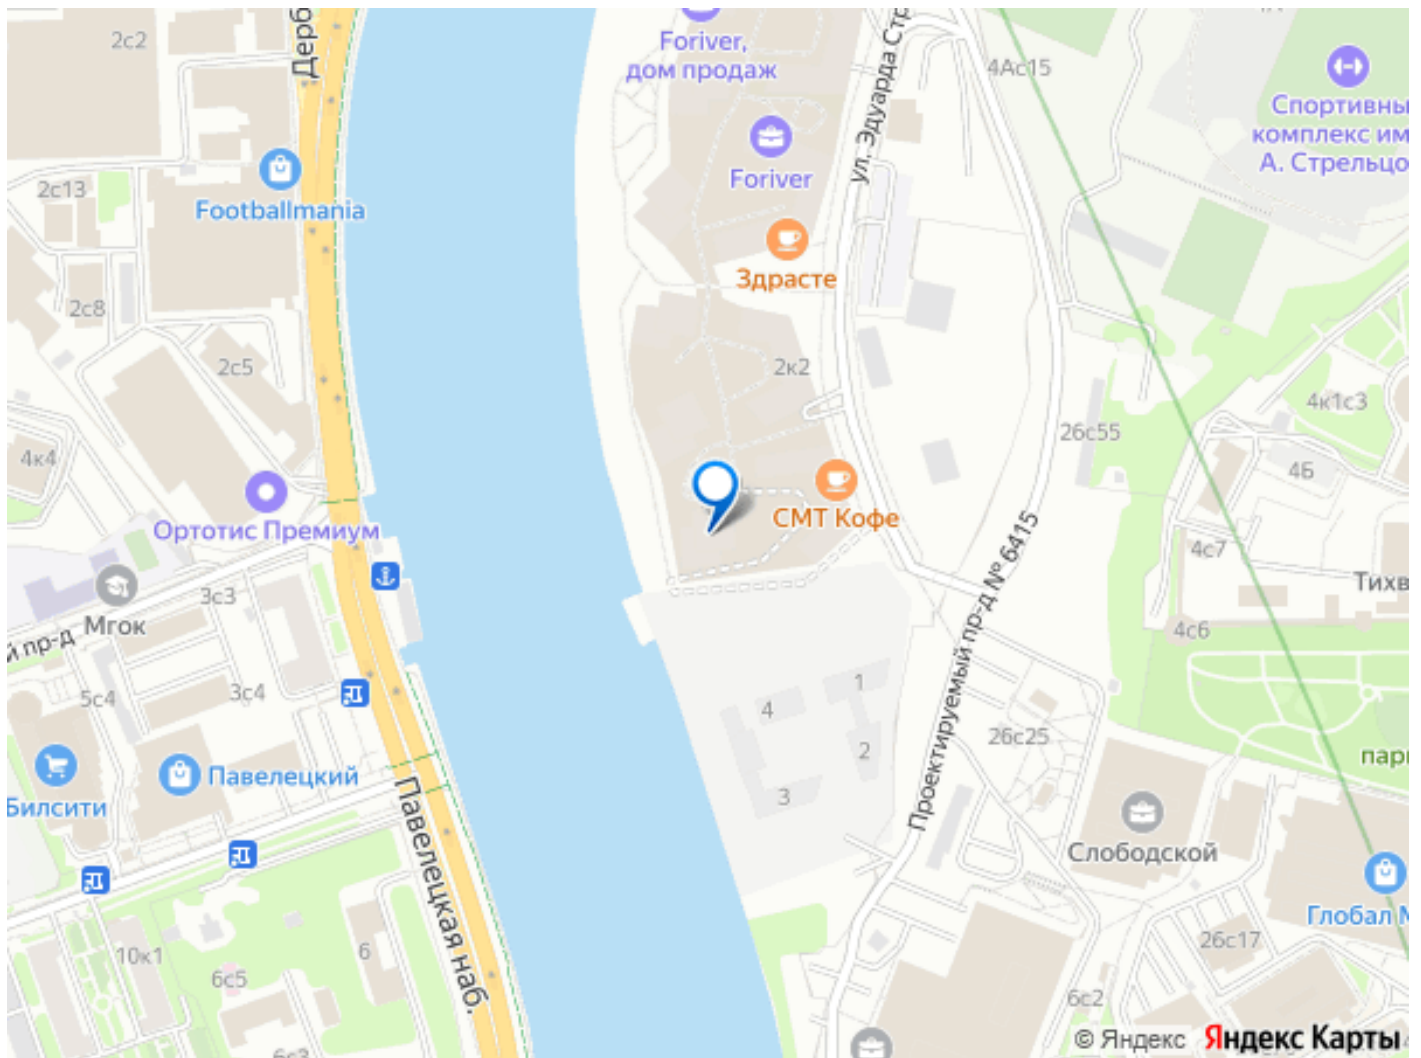 2с2
Дерб
Foriver,
дом продаж
4Ас15
Спортивны
комплекс им
А. Стрельцо
ул. Эдуарда Стр
Foriver
2с13
Footballmania
Здрасте
2с8
2с5
2к2
4к1с3
26с55
4к4
4Б
Ортотис Премиум
СМТ Кофе
4с7
Проектируемый пр-д № 6415
Тихв
3с3
Мгок
й пр-д
4с6
5с4
3с4
1
4
2
26с25
3
парк
Павелецкий
Билсити
Павелецкая наб.
Слободской
Глобал М
26с17
10к1
6
6с5
6с2
6с3
© Яндекс Яндекс Карты